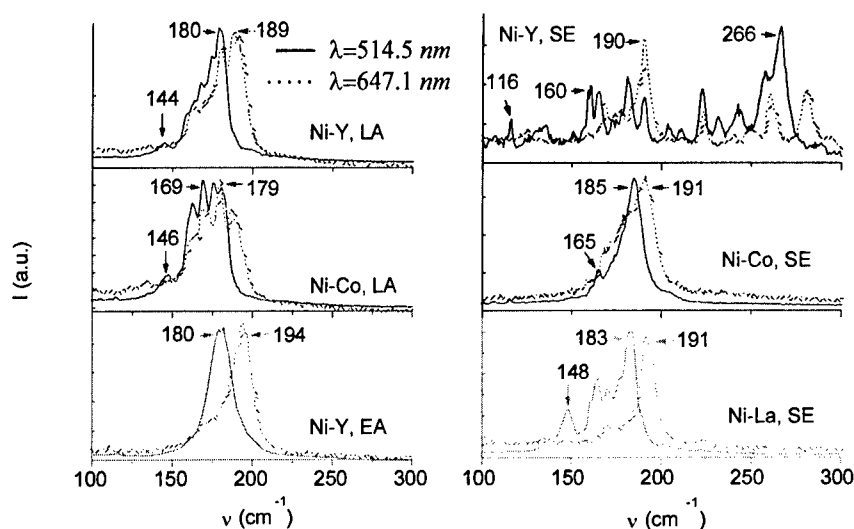 I (a.u.)
180
189
144
Ni-Y, LA
λ=514.5 nm
λ=647.1 nm
169
179
146
Ni-Co, LA
180
194
Ni-Y, EA
100 150 200 250 300
ν (cm⁻¹)
Ni-Y, SE
266
190
116
160
185
191
165
Ni-Co, SE
183
191
148
Ni-La, SE
100 150 200 250 300
ν (cm⁻¹)